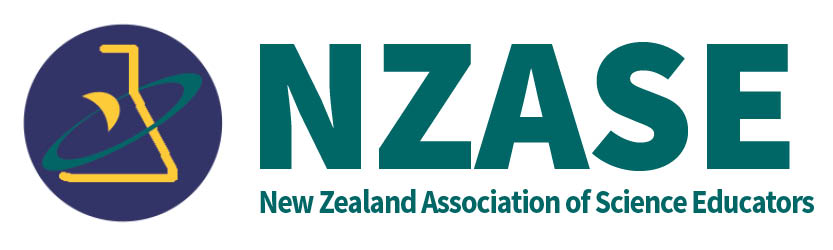 NZASE
New Zealand Association of Science Educators